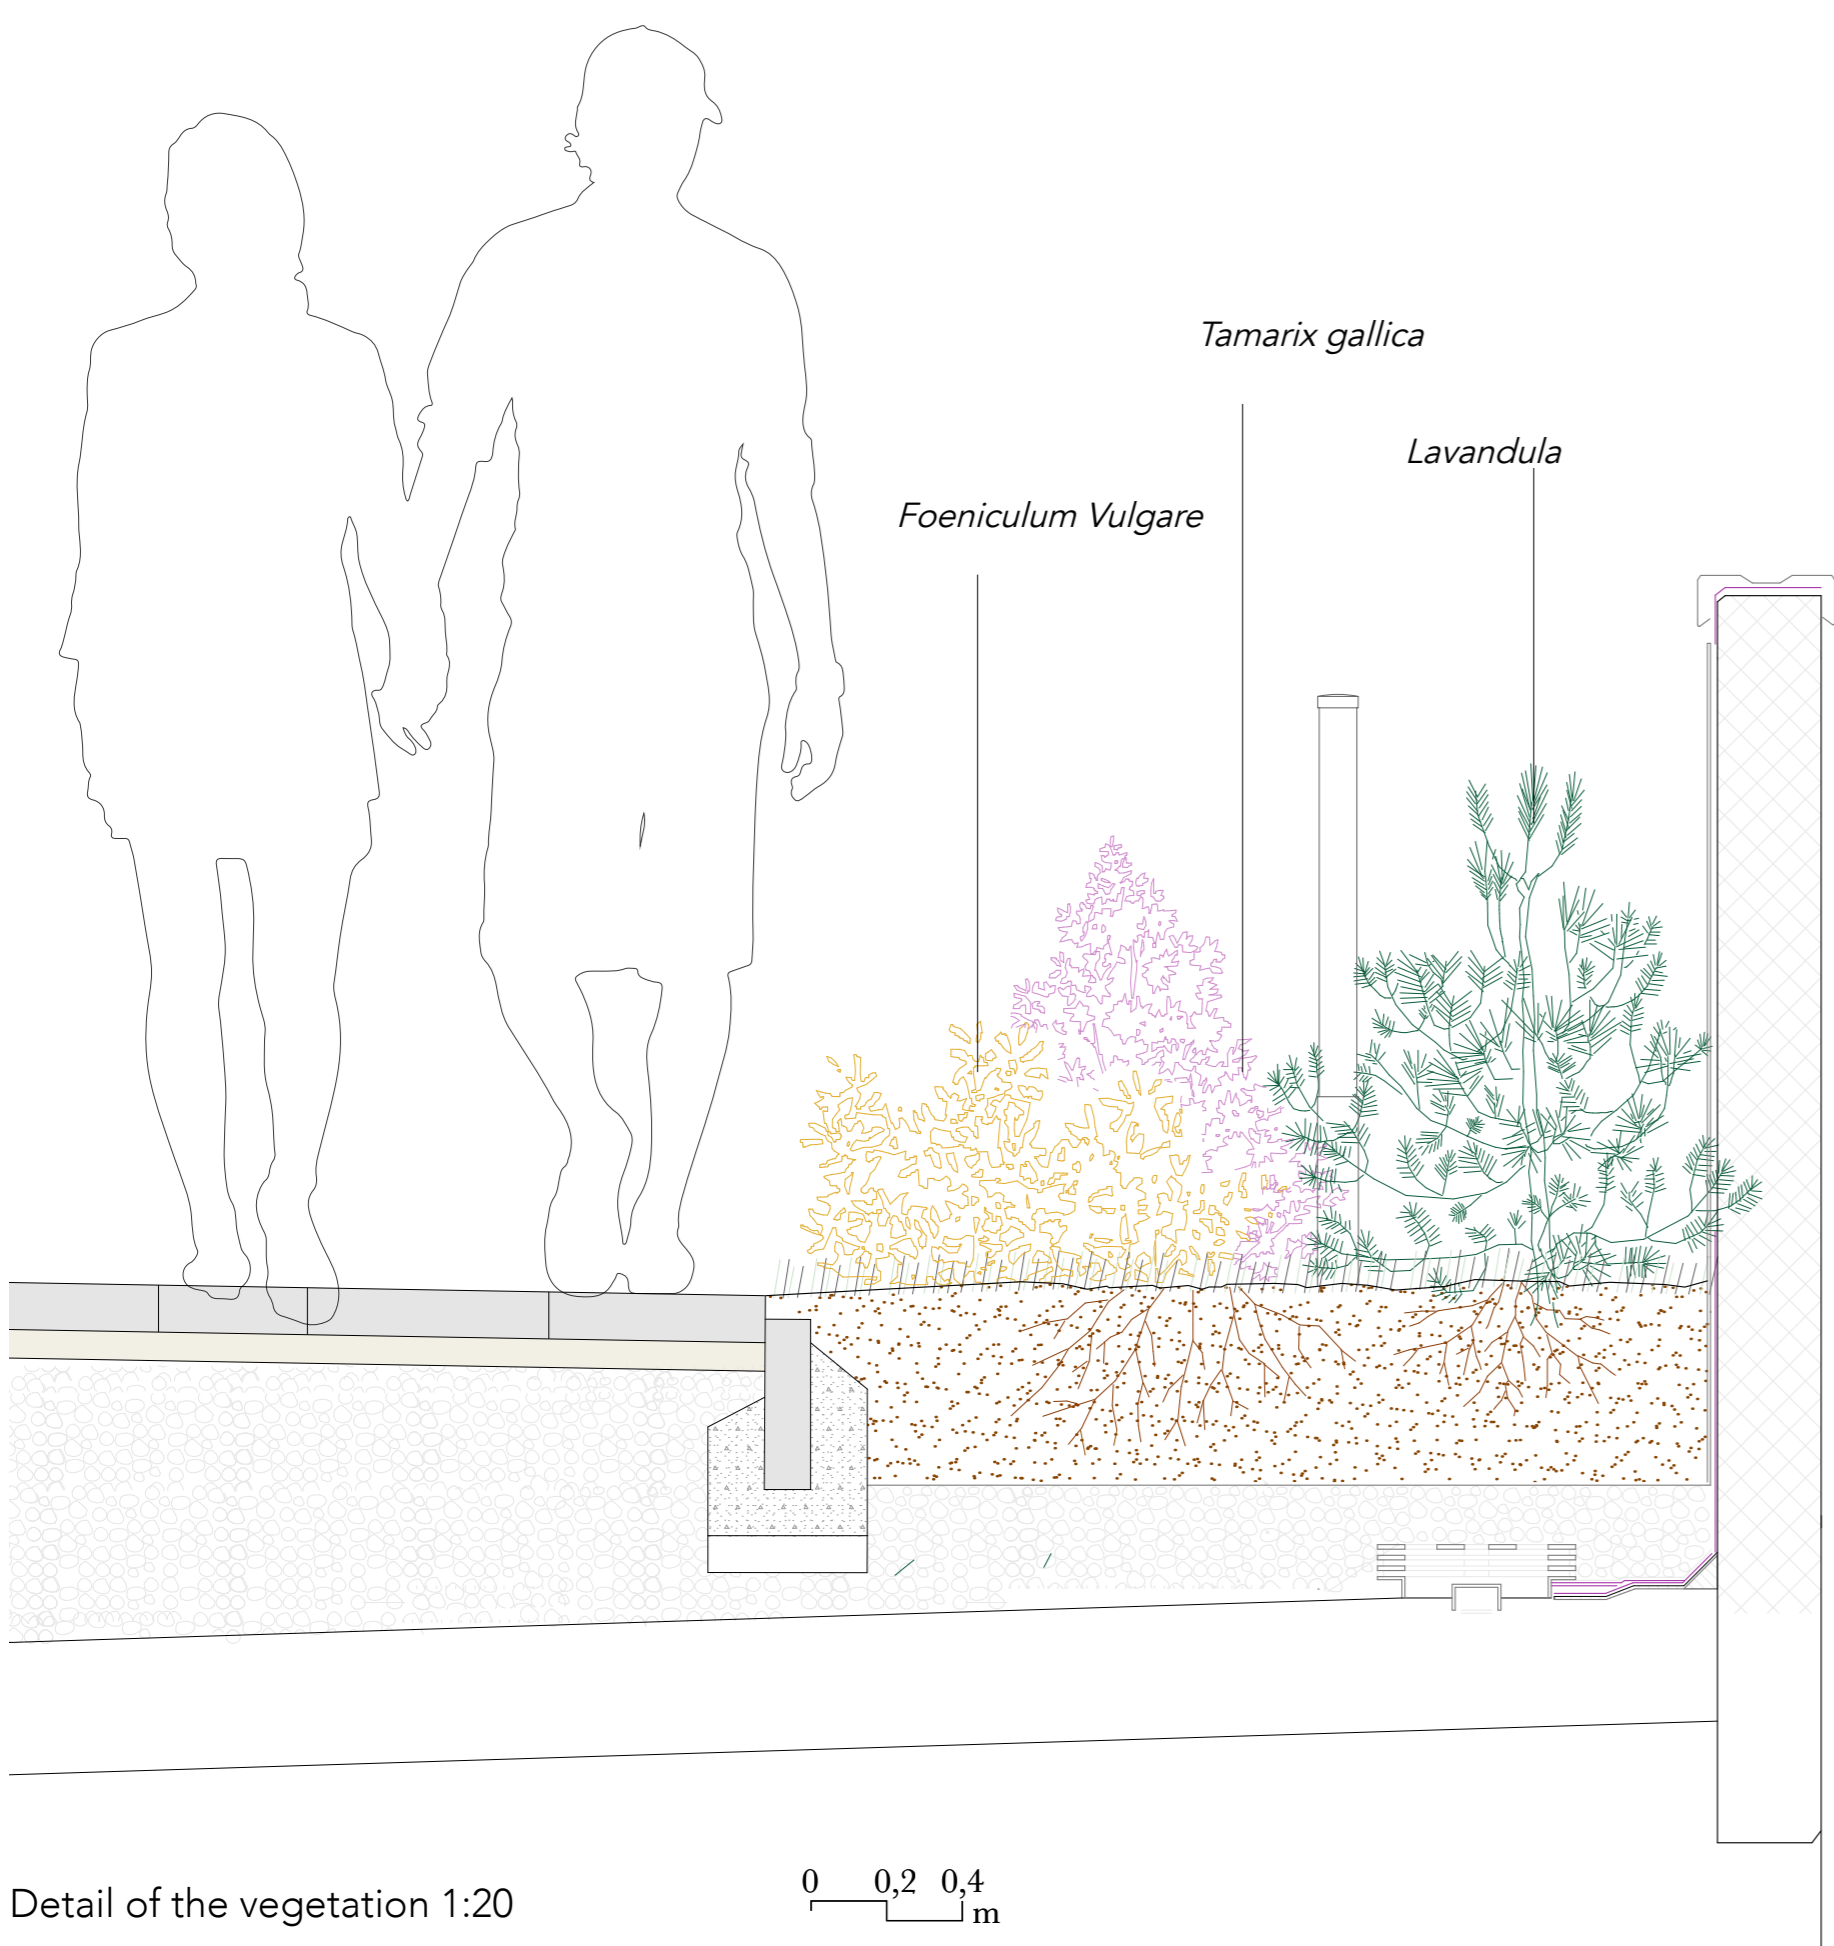 Tamarix gallica
Lavandula
Foeniculum Vulgare
Detail of the vegetation 1:20
0 0,2 0,4
m